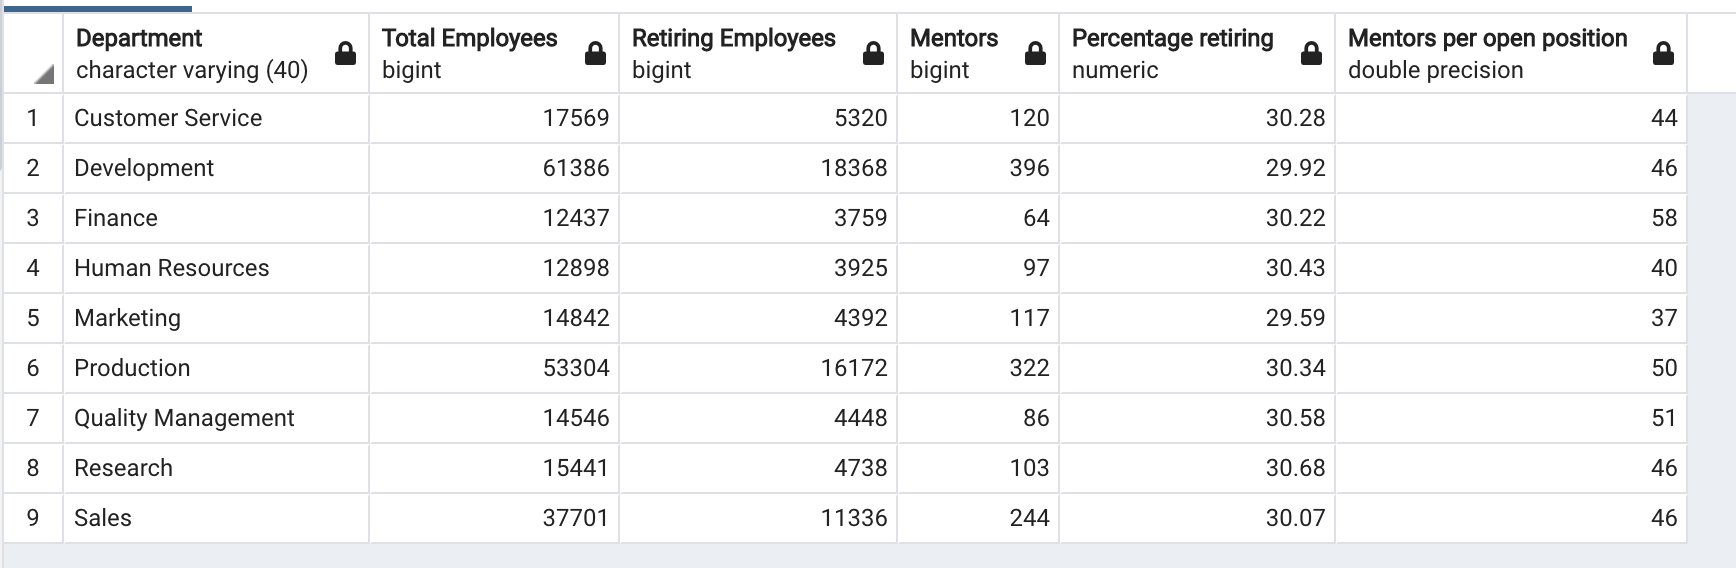 Department Total Employees Retiring Employees Mentors Percentage retiring Mentors per open position
character varying (40) bigint bigint bigint numeric double precision
1 Customer Service 17569 5320 120 30.28 44
2 Development 61386 18368 396 29.92 46
3 Finance 12437 3759 64 30.22 58
4 Human Resources 12898 3925 97 30.43 40
5 Marketing 14842 4392 117 29.59 37
6 Production 53304 16172 322 30.34 50
7 Quality Management 14546 4448 86 30.58 51
8 Research 15441 4738 103 30.68 46
9 Sales 37701 11336 244 30.07 46